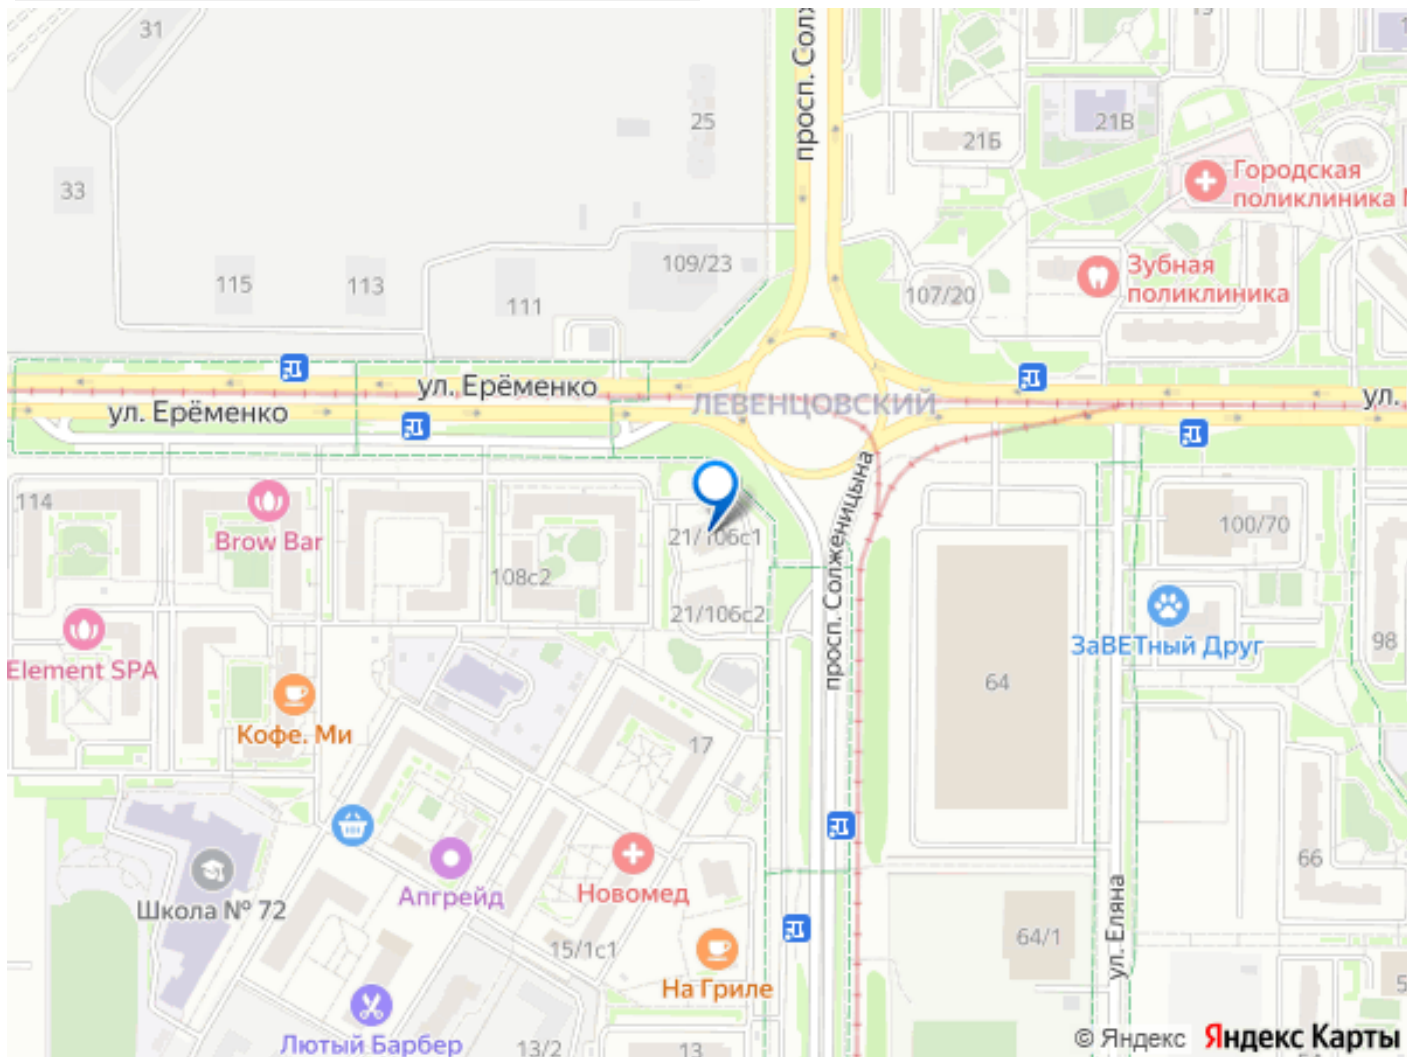 31
просп. Солж
25
21Б
21В
Городская
поликлиника
33
109/23
115
113
111
107/20
Зубная
поликлиника
ул. Ерёменко
ул. Ерёменко
ЛЕВЕНЦОВСКИЙ
ул.
114
Brow Bar
108с2
21/106с1
21/106с2
просп. Солженицына
100/70
ЗаВЕТный Друг
98
Element SPA
Кофе. Ми
17
64
Апгрейд
Новомед
Школа № 72
15/1с1
На Гриле
64/1
ул. Еляна
66
Лютый Барбер
13/2
13
© Яндекс Яндекс Карты